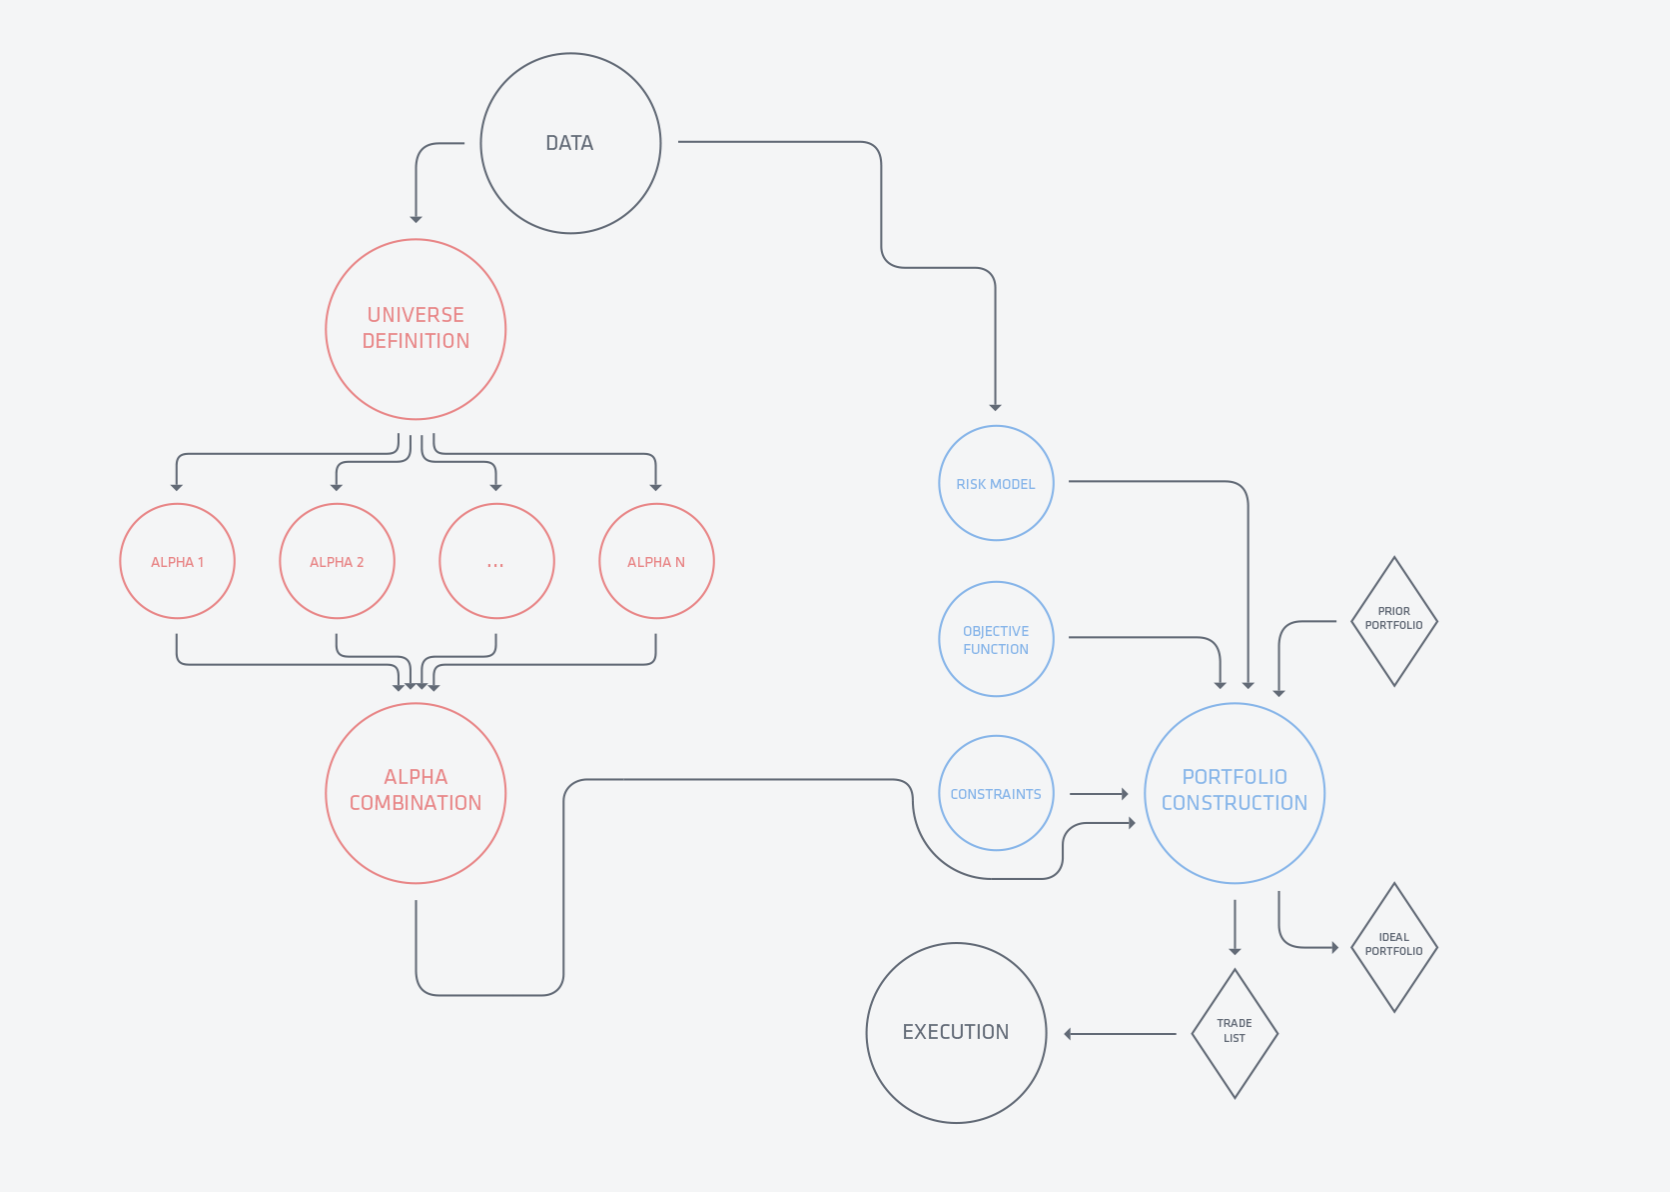 DATA
UNIVERSE
DEFINITION
RISK MODEL
ALPHA 1
ALPHA 2
...
ALPHA N
OBJECTIVE
FUNCTION
PRIOR
PORTFOLIO
ALPHA
COMBINATION
CONSTRAINTS
PORTFOLIO
CONSTRUCTION
IDEAL
PORTFOLIO
EXECUTION
TRADE
LIST